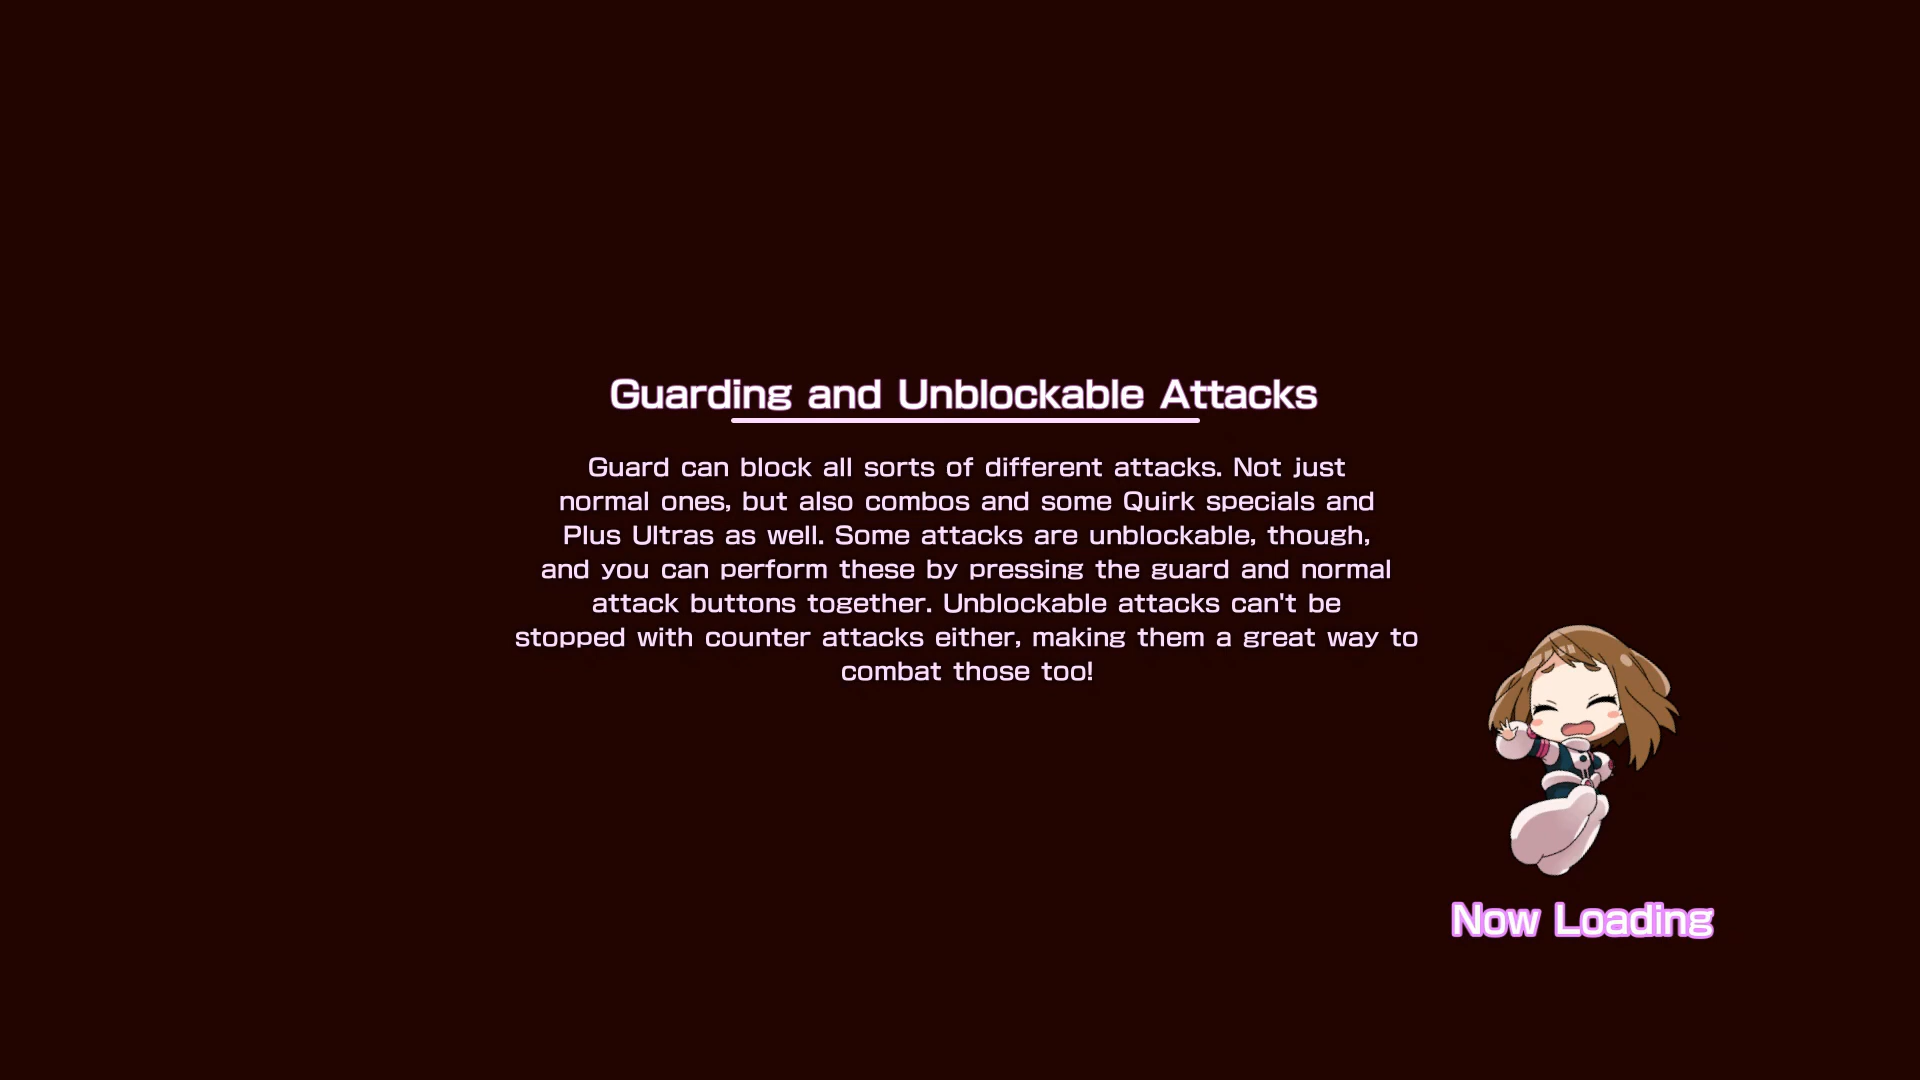 Guarding and Unblockable Attacks
Guard can block all sorts of different attacks. Not just
normal ones, but also combos and some Quirk specials and
Plus Ultras as well. Some attacks are unblockable, though,
and you can perform these by pressing the guard and normal
attack buttons together. Unblockable attacks can't be
stopped with counter attacks either, making them a great way to
combat those too!
Now Loading